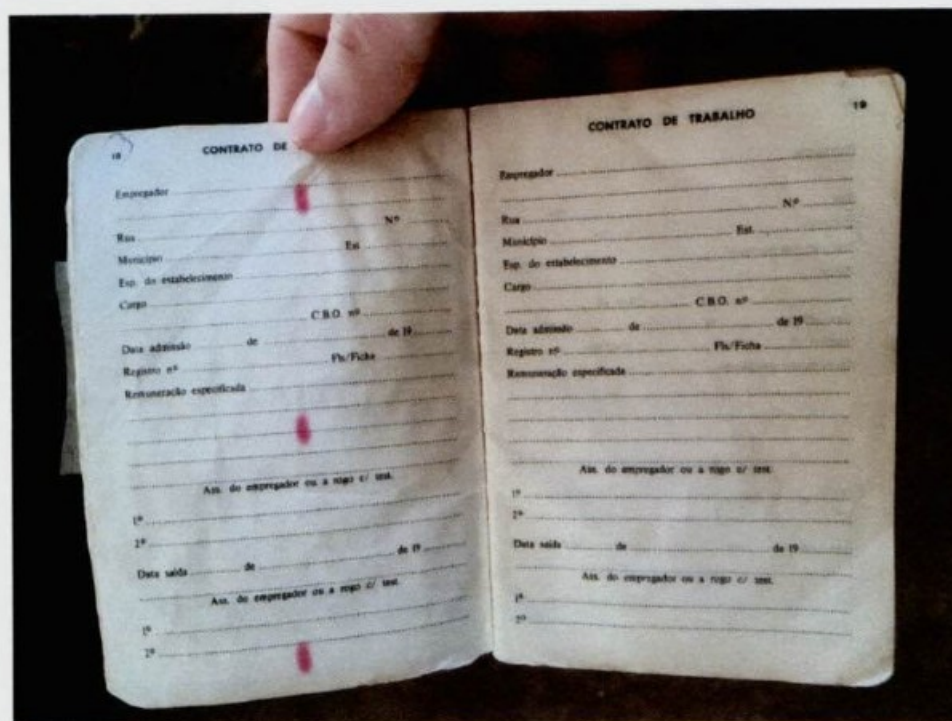 18
CONTRATO DE
Empregador
Rua Nº
Município Est.
Esp. do estabelecimento
Cargo
C.B.O. nº
Data admissão de de 19
Registro nº Fls/Ficha
Remuneração especificada
Ass. do empregador ou a rogo c/ test.
1º
2º
Data saída de de 19
Ass. do empregador ou a rogo c/ test.
1º
2º
19
CONTRATO DE TRABALHO
Empregador
Rua Nº
Município Est.
Esp. do estabelecimento
Cargo
C.B.O. nº
Data admissão de de 19
Registro nº Fls/Ficha
Remuneração especificada
Ass. do empregador ou a rogo c/ test.
1º
2º
Data saída de de 19
Ass. do empregador ou a rogo c/ test.
1º
2º